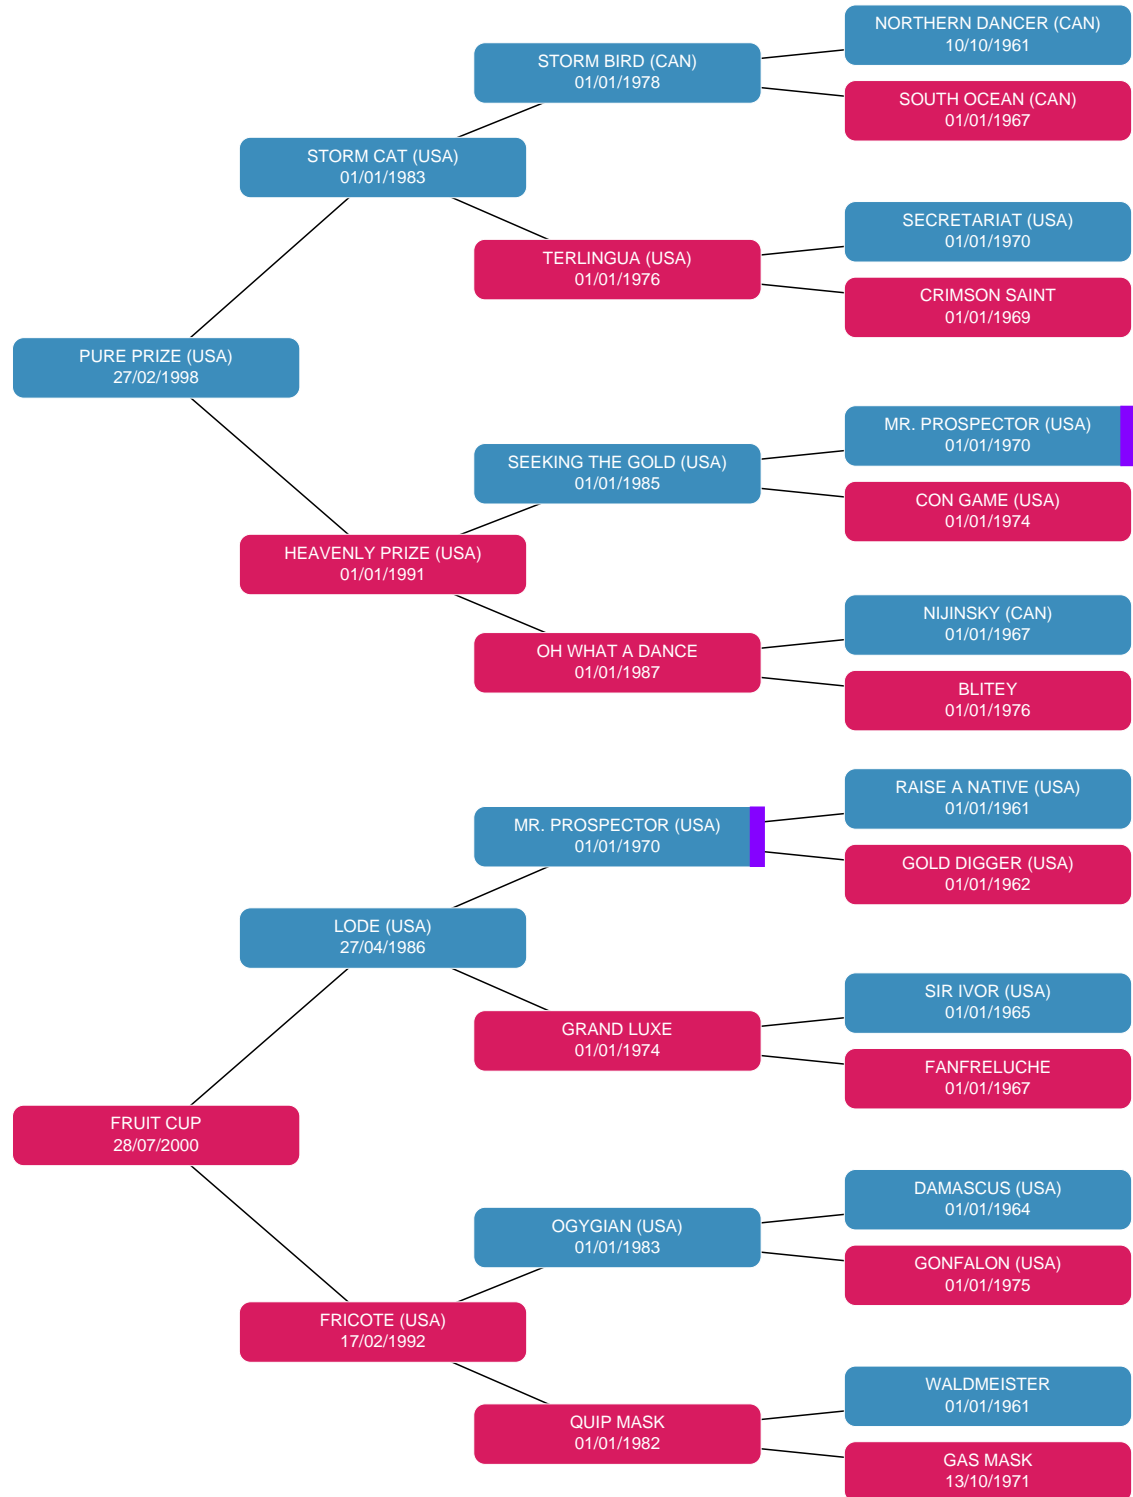 NORTHERN DANCER (CAN)
10/10/1961
STORM BIRD (CAN)
01/01/1978
SOUTH OCEAN (CAN)
01/01/1967
STORM CAT (USA)
01/01/1983
SECRETARIAT (USA)
01/01/1970
TERLINGUA (USA)
01/01/1976
CRIMSON SAINT
01/01/1969
PURE PRIZE (USA)
27/02/1998
MR. PROSPECTOR (USA)
01/01/1970
SEEKING THE GOLD (USA)
01/01/1985
CON GAME (USA)
01/01/1974
HEAVENLY PRIZE (USA)
01/01/1991
NIJINSKY (CAN)
01/01/1967
OH WHAT A DANCE
01/01/1987
BLITEY
01/01/1976
RAISE A NATIVE (USA)
01/01/1961
MR. PROSPECTOR (USA)
01/01/1970
GOLD DIGGER (USA)
01/01/1962
LODE (USA)
27/04/1986
SIR IVOR (USA)
01/01/1965
GRAND LUXE
01/01/1974
FANFRELUCHE
01/01/1967
FRUIT CUP
28/07/2000
DAMASCUS (USA)
01/01/1964
OGYGIAN (USA)
01/01/1983
GONFALON (USA)
01/01/1975
FRICOTE (USA)
17/02/1992
WALDMEISTER
01/01/1961
QUIP MASK
01/01/1982
GAS MASK
13/10/1971